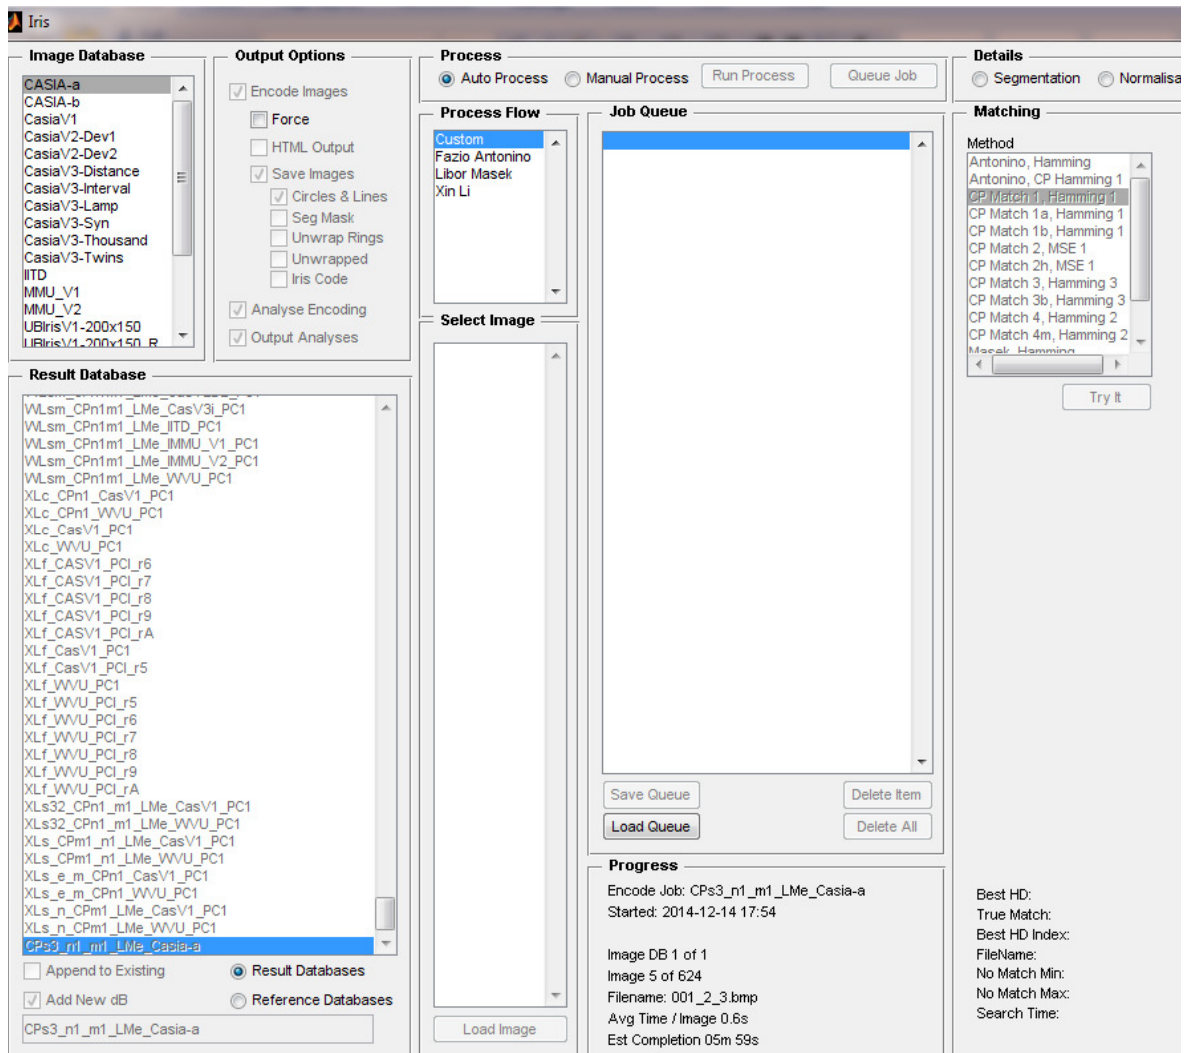 Iris
Image Database
CASIA-a
CASIA-b
CasiaV1
CasiaV2-Dev1
CasiaV2-Dev2
CasiaV3-Distance
CasiaV3-Interval
CasiaV3-Lamp
CasiaV3-Syn
CasiaV3-Thousand
CasiaV3-Twins
IITD
MMU_V1
MMU_V2
UBIrisV1-200x150
UBIrisV1-200x150_R
Output Options
Encode Images
Force
HTML Output
Save Images
Circles & Lines
Seg Mask
Unwrap Rings
Unwrapped
Iris Code
Analyse Encoding
Output Analyses
Process
Auto Process
Manual Process
Run Process
Queue Job
Process Flow
Custom
Fazio Antonino
Libor Masek
Xin Li
Select Image
Load Image
Job Queue
Save Queue
Delete Item
Load Queue
Delete All
Progress
Encode Job: CPs3_n1_m1_LMe_Casia-a
Started: 2014-12-14 17:54
Image DB 1 of 1
Image 5 of 624
Filename: 001_2_3.bmp
Avg Time / Image 0.6s
Est Completion 05m 59s
Details
Segmentation
Normalisa
Matching
Method
Antonino, Hamming
Antonino, CP Hamming 1
CP Match 1, Hamming 1
CP Match 1a, Hamming 1
CP Match 1b, Hamming 1
CP Match 2, MSE 1
CP Match 2h, MSE 1
CP Match 3, Hamming 3
CP Match 3b, Hamming 3
CP Match 4, Hamming 2
CP Match 4m, Hamming 2
Masek, Hamming
Try It
Best HD:
True Match:
Best HD Index:
FileName:
No Match Min:
No Match Max:
Search Time:
Result Database
WLsm_CPn1m1_LMe_CasV3i_PC1
WLsm_CPn1m1_LMe_IITD_PC1
WLsm_CPn1m1_LMe_IMMU_V1_PC1
WLsm_CPn1m1_LMe_IMMU_V2_PC1
WLsm_CPn1m1_LMe_WVU_PC1
XLc_CPn1_CasV1_PC1
XLc_CPn1_WVU_PC1
XLc_CasV1_PC1
XLc_WVU_PC1
XLf_CASV1_PCI_r6
XLf_CASV1_PCI_r7
XLf_CASV1_PCI_r8
XLf_CASV1_PCI_r9
XLf_CASV1_PCI_rA
XLf_CasV1_PC1
XLf_CasV1_PCI_r5
XLf_WVU_PC1
XLf_WVU_PCI_r5
XLf_WVU_PCI_r6
XLf_WVU_PCI_r7
XLf_WVU_PCI_r8
XLf_WVU_PCI_r9
XLf_WVU_PCI_rA
XLs32_CPn1_m1_LMe_CasV1_PC1
XLs32_CPn1_m1_LMe_WVU_PC1
XLs_CPm1_n1_LMe_CasV1_PC1
XLs_CPm1_n1_LMe_WVU_PC1
XLs_e_m_CPn1_CasV1_PC1
XLs_e_m_CPn1_WVU_PC1
XLs_n_CPm1_LMe_CasV1_PC1
XLs_n_CPm1_LMe_WVU_PC1
CPs3_n1_m1_LMe_Casia-a
Append to Existing
Result Databases
Add New dB
Reference Databases
CPs3_n1_m1_LMe_Casia-a